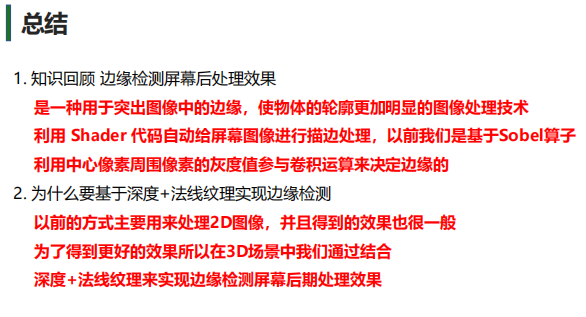 总结
1. 知识回顾 边缘检测屏幕后处理效果
是一种用于突出图像中的边缘，使物体的轮廓更加明显的图像处理技术
利用 Shader 代码自动给屏幕图像进行描边处理，以前我们是基于Sobel算子
利用中心像素周围像素的灰度值参与卷积运算来决定边缘的
2. 为什么要基于深度+法线纹理实现边缘检测
以前的方式主要用来处理2D图像，并且得到的效果也很一般
为了得到更好的效果所以在3D场景中我们通过结合
深度+法线纹理来实现边缘检测屏幕后期处理效果